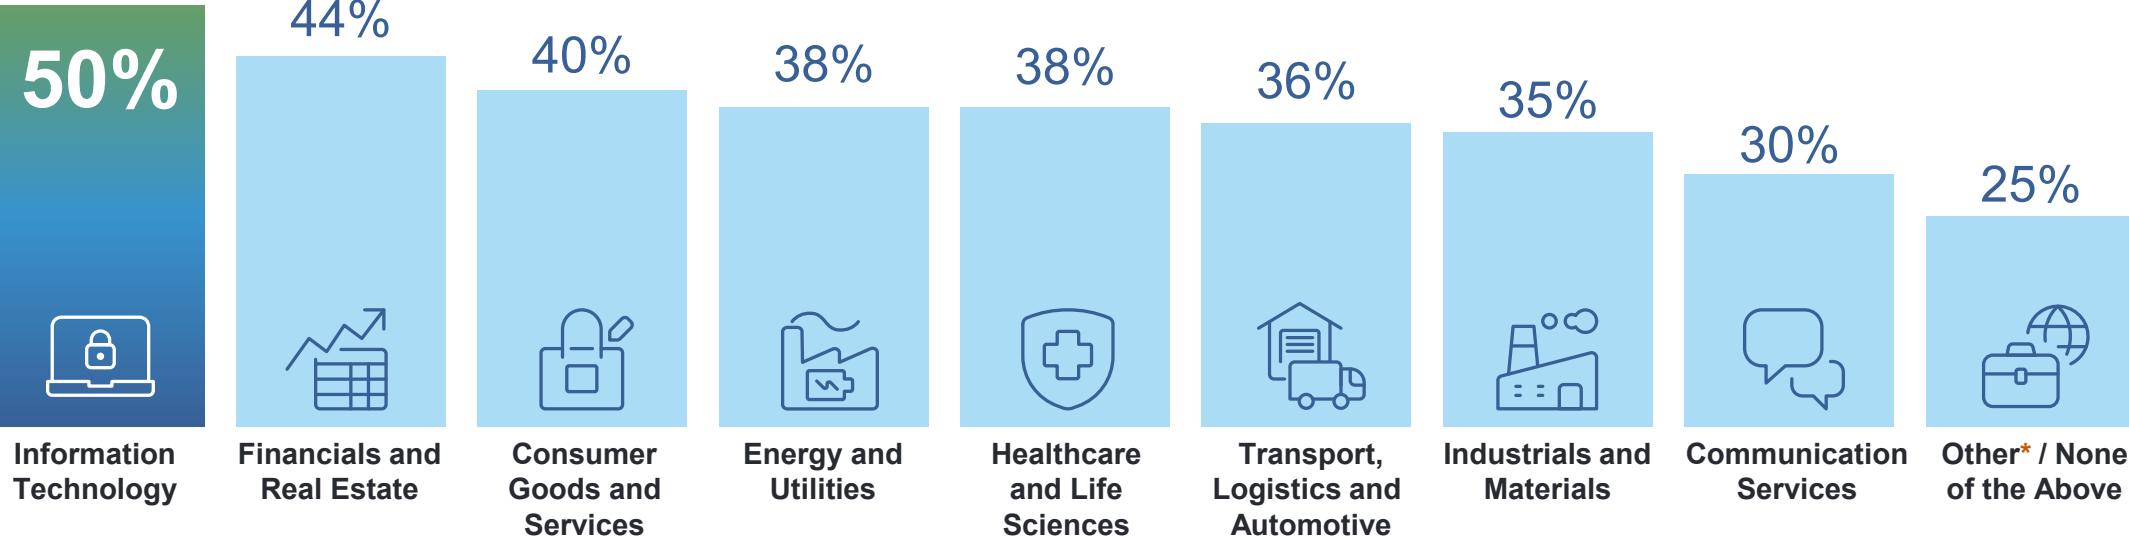 50%
44%
40%
38%
38%
36%
35%
30%
25%
Information
Technology
Financials and
Real Estate
Consumer
Goods and
Services
Energy and
Utilities
Healthcare
and Life
Sciences
Transport,
Logistics and
Automotive
Industrials and
Materials
Communication
Services
Other* / None
of the Above